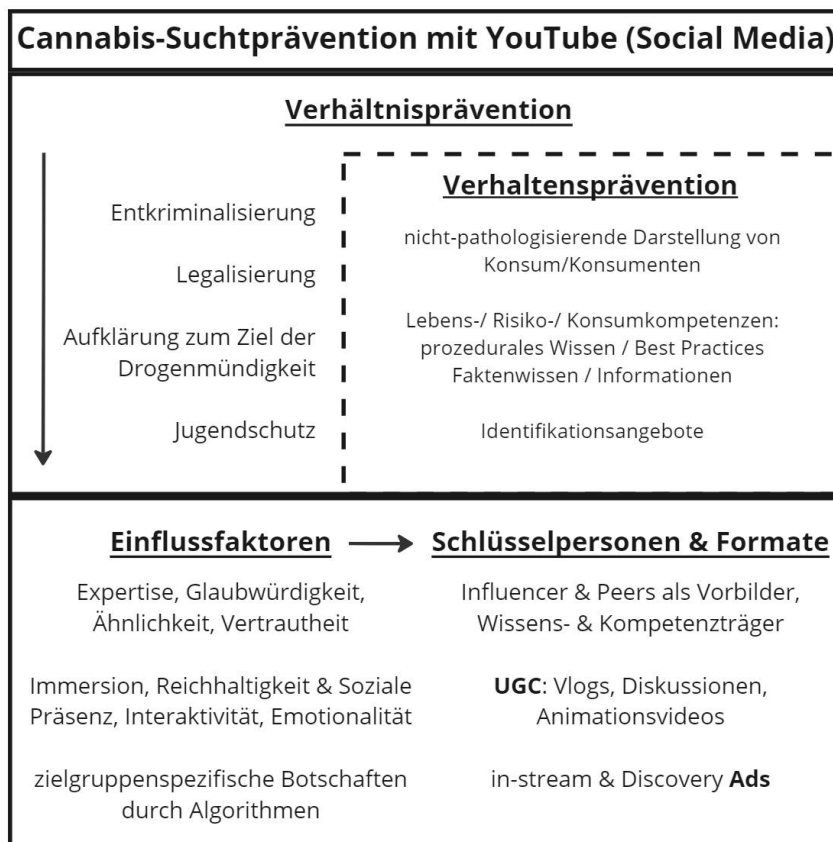 Cannabis-Suchtprävention mit YouTube (Social Media)
Verhältnisprävention
Entkriminalisierung
Legalisierung
Aufklärung zum Ziel der
Drogenmündigkeit
Jugendschutz
Verhaltensprävention
nicht-pathologisierende Darstellung von
Konsum/Konsumenten
Lebens-/ Risiko-/ Konsumkompetenzen:
prozedurales Wissen / Best Practices
Faktenwissen / Informationen
Identifikationsangebote
Einflussfaktoren
Expertise, Glaubwürdigkeit,
Ähnlichkeit, Vertrautheit
Immersion, Reichhaltigkeit & Soziale
Präsenz, Interaktivität, Emotionalität
zielgruppenspezifische Botschaften
durch Algorithmen
Schlüsselpersonen & Formate
Influencer & Peers als Vorbilder,
Wissens- & Kompetenzträger
UGC: Vlogs, Diskussionen,
Animationsvideos
in-stream & Discovery Ads